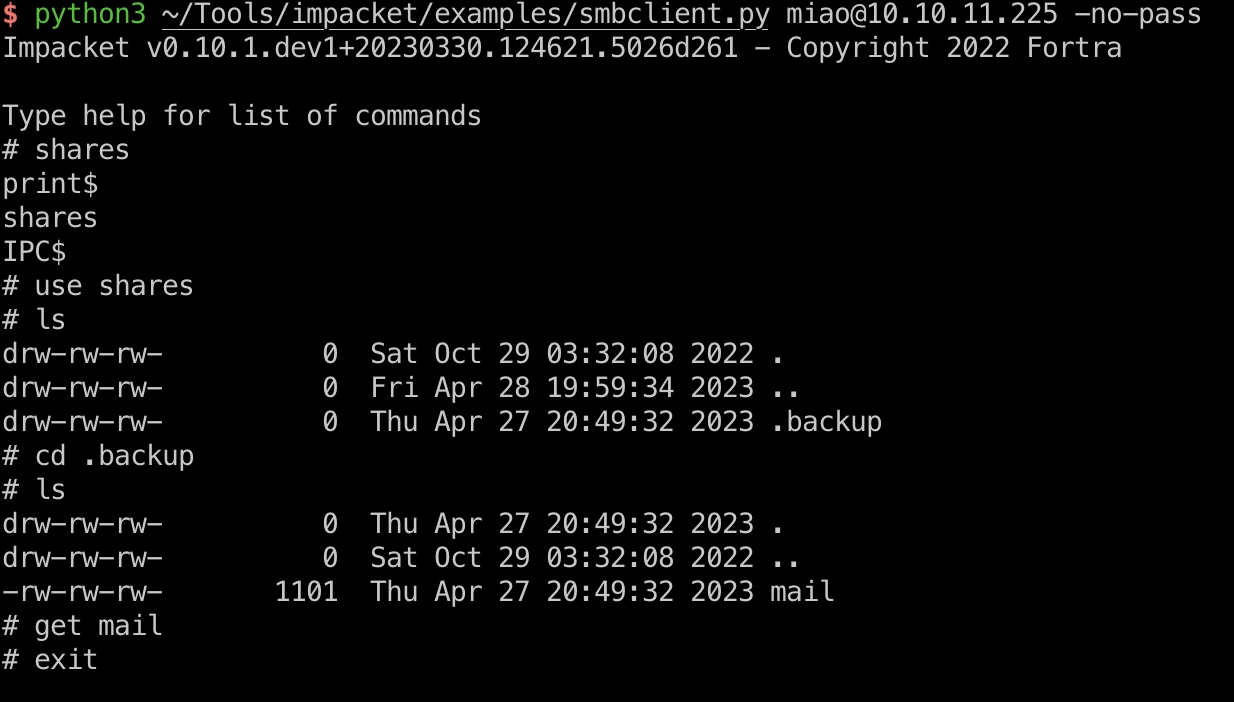 $ python3 ~/Tools/impacket/examples/smbclient.py miao@10.10.11.225 -no-pass
Impacket v0.10.1.dev1+20230330.124621.5026d261 - Copyright 2022 Fortra

Type help for list of commands
# shares
print$
shares
IPC$
# use shares
# ls
drw-rw-rw-          0  Sat Oct 29 03:32:08 2022 .
drw-rw-rw-          0  Fri Apr 28 19:59:34 2023 ..
drw-rw-rw-          0  Thu Apr 27 20:49:32 2023 .backup
# cd .backup
# ls
drw-rw-rw-          0  Thu Apr 27 20:49:32 2023 .
drw-rw-rw-          0  Sat Oct 29 03:32:08 2022 ..
-rw-rw-rw-       1101  Thu Apr 27 20:49:32 2023 mail
# get mail
# exit